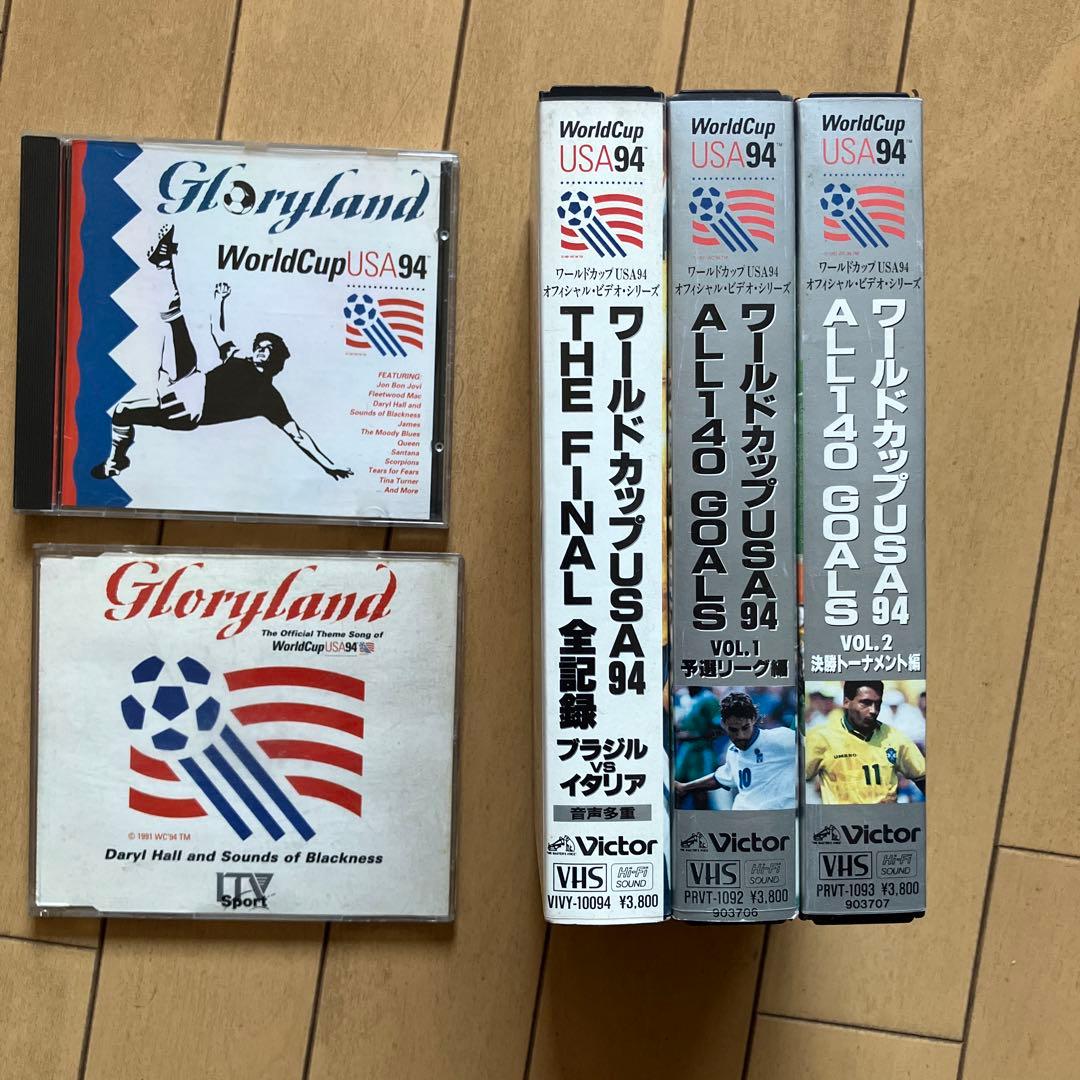 Gloryland
WorldCupUSA94™
FEATURING:
Jon Bon Jovi
Fleetwood Mac
Daryl Hall and
Sounds of Blackness
James
The Moody Blues
Queen
Santana
Scorpions
Tears for Fears
Tina Turner
... and More
Gloryland
The Official Theme Song of
WorldCupUSA94
© 1991 WC'94 TM
Daryl Hall and Sounds of Blackness
ITV
Sport
WorldCup
USA94™
ワールドカップUSA94
オフィシャル・ビデオ・シリーズ
ワールドカップUSA94
THE FINAL 全記録
ブラジル
VS
イタリア
音声多重
Victor
VHS
Hi-Fi
SOUND
VIVY-10094 ¥3,800
WorldCup
USA94™
ワールドカップUSA94
オフィシャル・ビデオ・シリーズ
ワールドカップUSA94
ALL140 GOALS
VOL.1
予選リーグ編
10
Victor
VHS
Hi-Fi
SOUND
PRVT-1092 ¥3,800
903706
WorldCup
USA94™
ワールドカップUSA94
オフィシャル・ビデオ・シリーズ
ワールドカップUSA94
ALL140 GOALS
VOL.2
決勝トーナメント編
UMBRO
11
Victor
VHS
Hi-Fi
SOUND
PRVT-1093 ¥3,800
903707